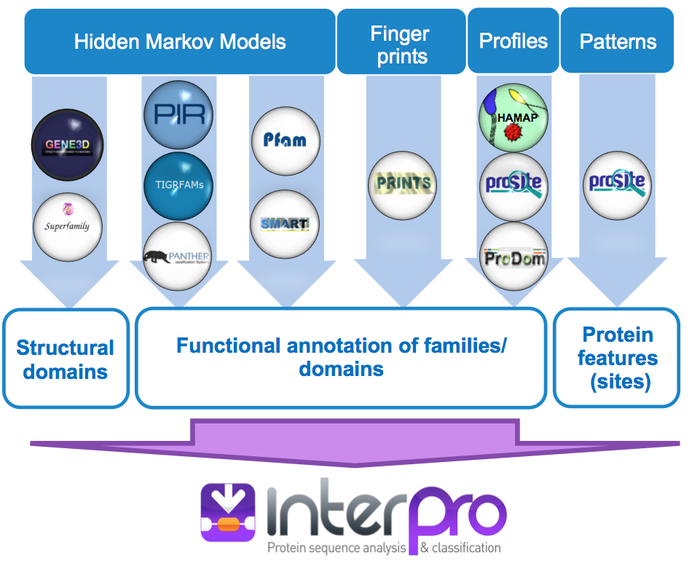 Hidden Markov Models
Finger
prints
Profiles
Patterns
GENE3D
Superfamily
PIR
TIGRFAMs
PANTHER
Pfam
SMART
PRINTS
HAMAP
proSite
ProDom
proSite
Structural
domains
Functional annotation of families/
domains
Protein
features
(sites)
InterPro
Protein sequence analysis & classification